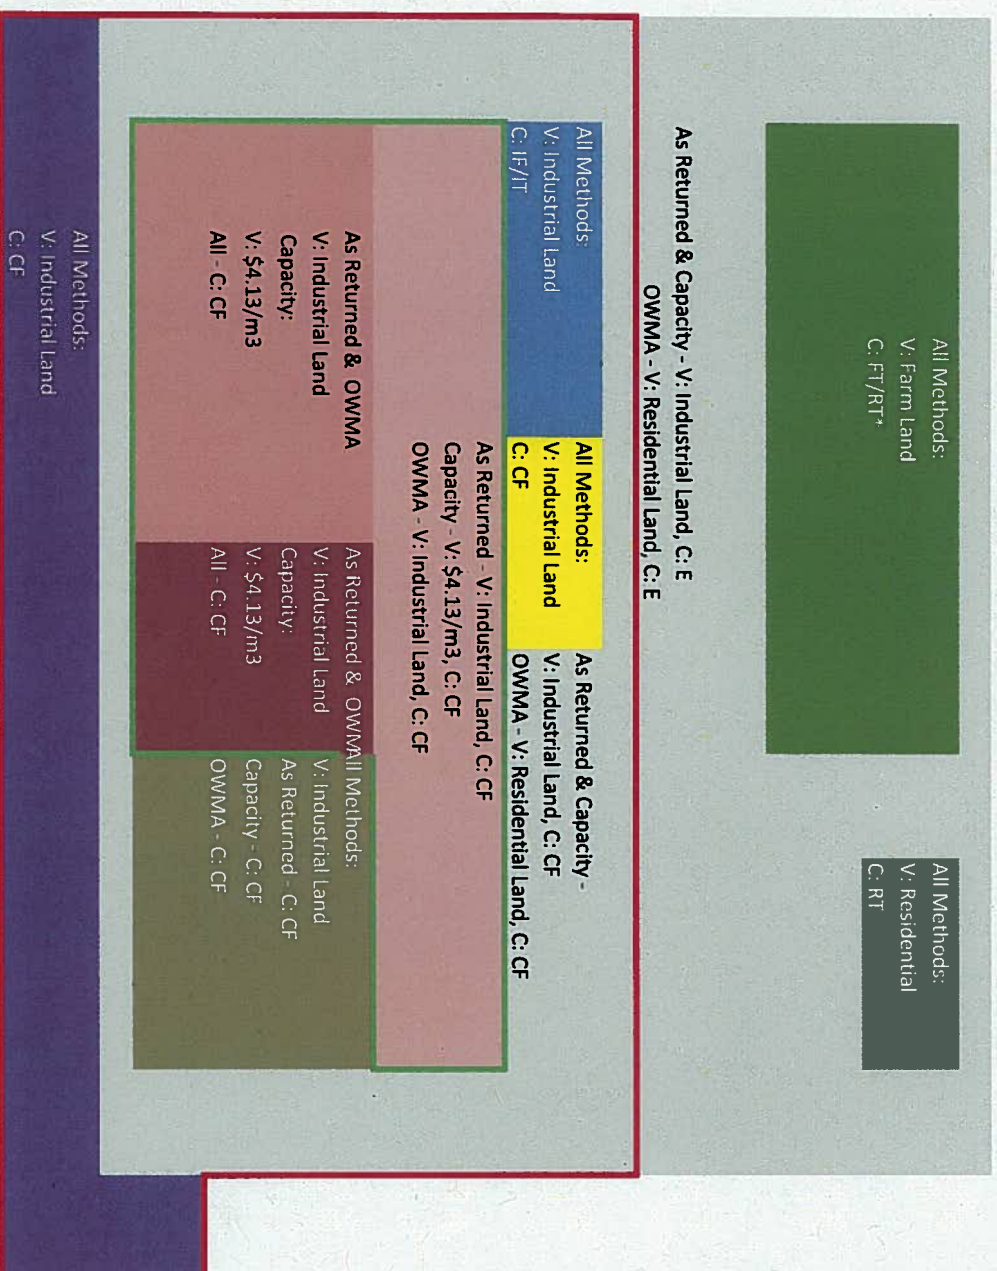 All Methods:
V: Farm Land
C: FT/RT*
All Methods:
V: Residential
C: RT
As Returned & Capacity - V: Industrial Land, C: E
OWMA - V: Residential Land, C: E
All Methods:
V: Industrial Land
C: IF/IT
All Methods:
V: Industrial Land
C: CF
As Returned & Capacity -
V: Industrial Land, C: CF
OWMA - V: Residential Land, C: CF
As Returned - V: Industrial Land, C: CF
Capacity - V: $4.13/m3, C: CF
OWMA - V: Industrial Land, C: CF
As Returned & OWMA
V: Industrial Land
Capacity:
V: $4.13/m3
All - C: CF
As Returned & OWMA
V: Industrial Land
Capacity:
V: $4.13/m3
All - C: CF
All Methods:
V: Industrial Land
As Returned - C: CF
Capacity - C: CF
OWMA - C: CF
All Methods:
V: Industrial Land
C: CF